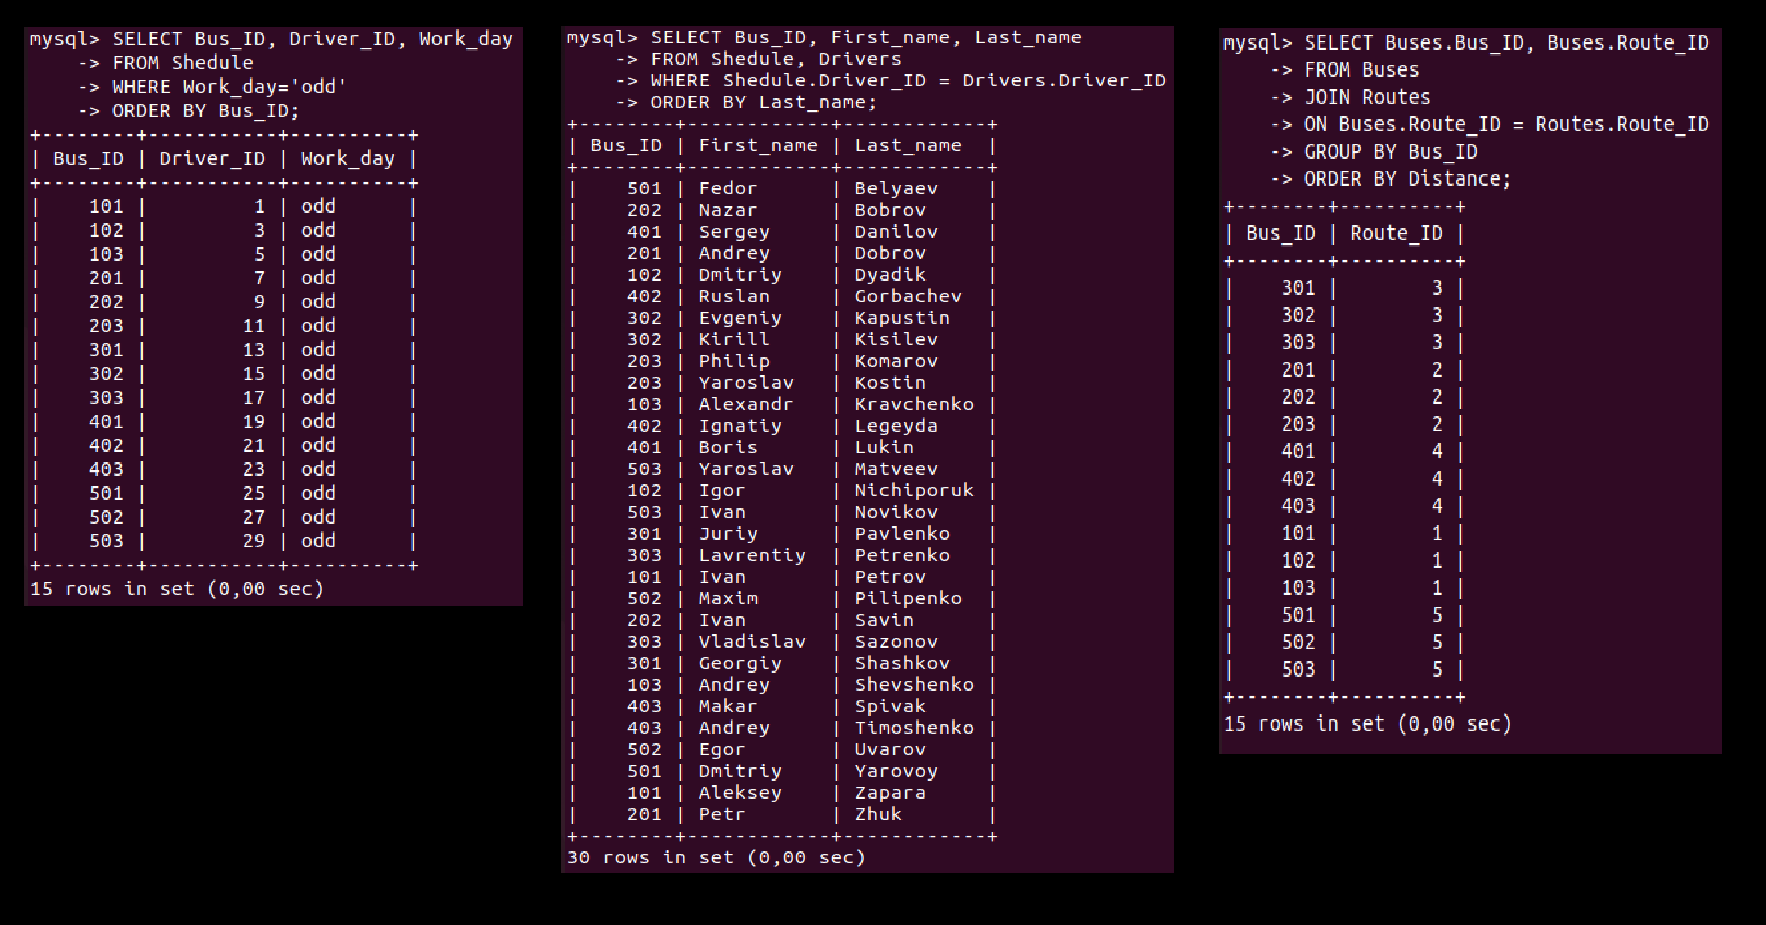 mysql> SELECT Bus_ID, Driver_ID, Work_day
    -> FROM Shedule
    -> WHERE Work_day='odd'
    -> ORDER BY Bus_ID;
+--------+-----------+----------+
| Bus_ID | Driver_ID | Work_day |
+--------+-----------+----------+
|    101 |         1 | odd      |
|    102 |         3 | odd      |
|    103 |         5 | odd      |
|    201 |         7 | odd      |
|    202 |         9 | odd      |
|    203 |        11 | odd      |
|    301 |        13 | odd      |
|    302 |        15 | odd      |
|    303 |        17 | odd      |
|    401 |        19 | odd      |
|    402 |        21 | odd      |
|    403 |        23 | odd      |
|    501 |        25 | odd      |
|    502 |        27 | odd      |
|    503 |        29 | odd      |
+--------+-----------+----------+
15 rows in set (0,00 sec)
mysql> SELECT Bus_ID, First_name, Last_name
    -> FROM Shedule, Drivers
    -> WHERE Shedule.Driver_ID = Drivers.Driver_ID
    -> ORDER BY Last_name;
+--------+------------+------------+
| Bus_ID | First_name | Last_name  |
+--------+------------+------------+
|    501 | Fedor      | Belyaev    |
|    202 | Nazar      | Bobrov     |
|    401 | Sergey     | Danilov    |
|    201 | Andrey     | Dobrov     |
|    102 | Dmitriy    | Dyadik     |
|    402 | Ruslan     | Gorbachev  |
|    302 | Evgeniy    | Kapustin   |
|    302 | Kirill     | Kisilev    |
|    203 | Philip     | Komarov    |
|    203 | Yaroslav   | Kostin     |
|    103 | Alexandr   | Kravchenko |
|    402 | Ignatiy    | Legeyda    |
|    401 | Boris      | Lukin      |
|    503 | Yaroslav   | Matveev    |
|    102 | Igor       | Nichiporuk |
|    503 | Ivan       | Novikov    |
|    301 | Juriy      | Pavlenko   |
|    303 | Lavrentiy  | Petrenko   |
|    101 | Ivan       | Petrov     |
|    502 | Maxim      | Pilipenko  |
|    202 | Ivan       | Savin      |
|    303 | Vladislav  | Sazonov    |
|    301 | Georgiy    | Shashkov   |
|    103 | Andrey     | Shevshenko |
|    403 | Makar      | Spivak     |
|    403 | Andrey     | Timoshenko |
|    502 | Egor       | Uvarov     |
|    501 | Dmitriy    | Yarovoy    |
|    101 | Aleksey    | Zapara     |
|    201 | Petr       | Zhuk       |
+--------+------------+------------+
30 rows in set (0,00 sec)
mysql> SELECT Buses.Bus_ID, Buses.Route_ID
    -> FROM Buses
    -> JOIN Routes
    -> ON Buses.Route_ID = Routes.Route_ID
    -> GROUP BY Bus_ID
    -> ORDER BY Distance;
+--------+----------+
| Bus_ID | Route_ID |
+--------+----------+
|    301 |        3 |
|    302 |        3 |
|    303 |        3 |
|    201 |        2 |
|    202 |        2 |
|    203 |        2 |
|    401 |        4 |
|    402 |        4 |
|    403 |        4 |
|    101 |        1 |
|    102 |        1 |
|    103 |        1 |
|    501 |        5 |
|    502 |        5 |
|    503 |        5 |
+--------+----------+
15 rows in set (0,00 sec)